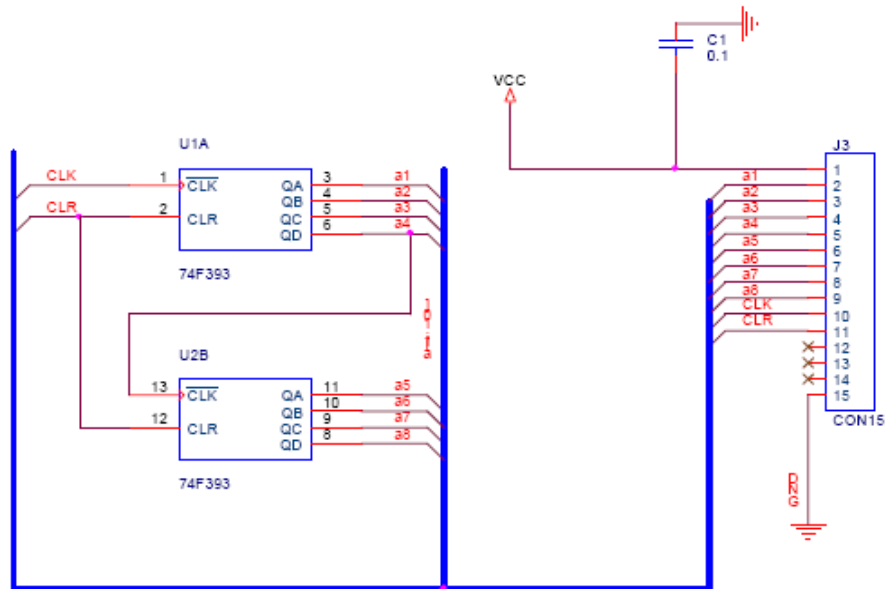 C1
0.1
VCC
U1A
CLK
1
CLK
QA
3
a1
QB
4
a2
CLR
2
CLR
QC
5
a3
QD
6
a4
74F393
U2B
13
CLK
QA
11
a5
QB
10
a6
12
CLR
QC
9
a7
QD
8
a8
74F393
J3
1
a1
2
a2
3
a3
4
a4
5
a5
6
a6
7
a7
8
a8
9
CLK
10
CLR
11
12
13
14
15
CON15
GND